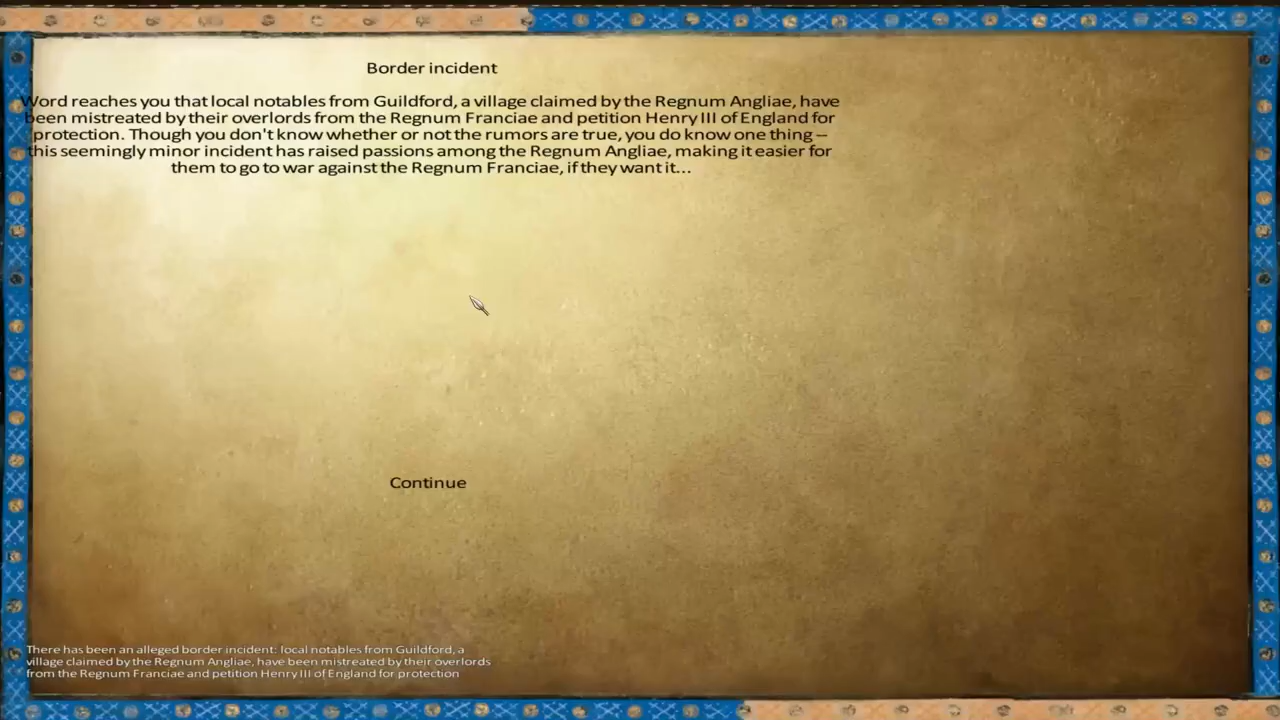 Border incident
Word reaches you that local notables from Guildford, a village claimed by the Regnum Angliae, have
been mistreated by their overlords from the Regnum Franciae and petition Henry III of England for
protection. Though you don't know whether or not the rumors are true, you do know one thing –
this seemingly minor incident has raised passions among the Regnum Angliae, making it easier for
them to go to war against the Regnum Franciae, if they want it...
Continue
There has been an alleged border incident: local notables from Guildford, a
village claimed by the Regnum Angliae, have been mistreated by their overlords
from the Regnum Franciae and petition Henry III of England for protection